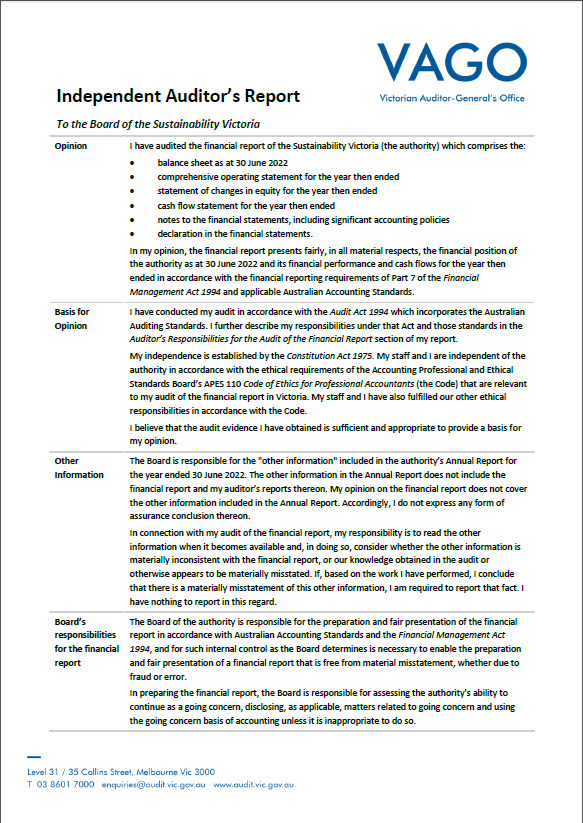 VAGO
Victorian Auditor-General's Office
Independent Auditor's Report
To the Board of the Sustainability Victoria
Opinion
I have audited the financial report of the Sustainability Victoria (the authority) which comprises the:
• balance sheet as at 30 June 2022
• comprehensive operating statement for the year then ended
• statement of changes in equity for the year then ended
• cash flow statement for the year then ended
• notes to the financial statements, including significant accounting policies
• declaration in the financial statements.
In my opinion, the financial report presents fairly, in all material respects, the financial position of
the authority as at 30 June 2022 and its financial performance and cash flows for the year then
ended in accordance with the financial reporting requirements of Part 7 of the Financial
Management Act 1994 and applicable Australian Accounting Standards.
Basis for
Opinion
I have conducted my audit in accordance with the Audit Act 1994 which incorporates the Australian
Auditing Standards. I further describe my responsibilities under that Act and those standards in the
Auditor's Responsibilities for the Audit of the Financial Report section of my report.
My independence is established by the Constitution Act 1975. My staff and I are independent of the
authority in accordance with the ethical requirements of the Accounting Professional and Ethical
Standards Board's APES 110 Code of Ethics for Professional Accountants (the Code) that are relevant
to my audit of the financial report in Victoria. My staff and I have also fulfilled our other ethical
responsibilities in accordance with the Code.
I believe that the audit evidence I have obtained is sufficient and appropriate to provide a basis for
my opinion.
Other
Information
The Board is responsible for the "other information" included in the authority's Annual Report for
the year ended 30 June 2022. The other information in the Annual Report does not include the
financial report and my auditor's reports thereon. My opinion on the financial report does not cover
the other information included in the Annual Report. Accordingly, I do not express any form of
assurance conclusion thereon.
In connection with my audit of the financial report, my responsibility is to read the other
information when it becomes available and, in doing so, consider whether the other information is
materially inconsistent with the financial report, or our knowledge obtained in the audit or
otherwise appears to be materially misstated. If, based on the work I have performed, I conclude
that there is a materially misstatement of this other information, I am required to report that fact. I
have nothing to report in this regard.
Board's
responsibilities
for the financial
report
The Board of the authority is responsible for the preparation and fair presentation of the financial
report in accordance with Australian Accounting Standards and the Financial Management Act
1994, and for such internal control as the Board determines is necessary to enable the preparation
and fair presentation of a financial report that is free from material misstatement, whether due to
fraud or error.
In preparing the financial report, the Board is responsible for assessing the authority's ability to
continue as a going concern, disclosing, as applicable, matters related to going concern and using
the going concern basis of accounting unless it is inappropriate to do so.
Level 31 / 35 Collins Street, Melbourne Vic 3000
T 03 8601 7000 enquiries@audit.vic.gov.au www.audit.vic.gov.au